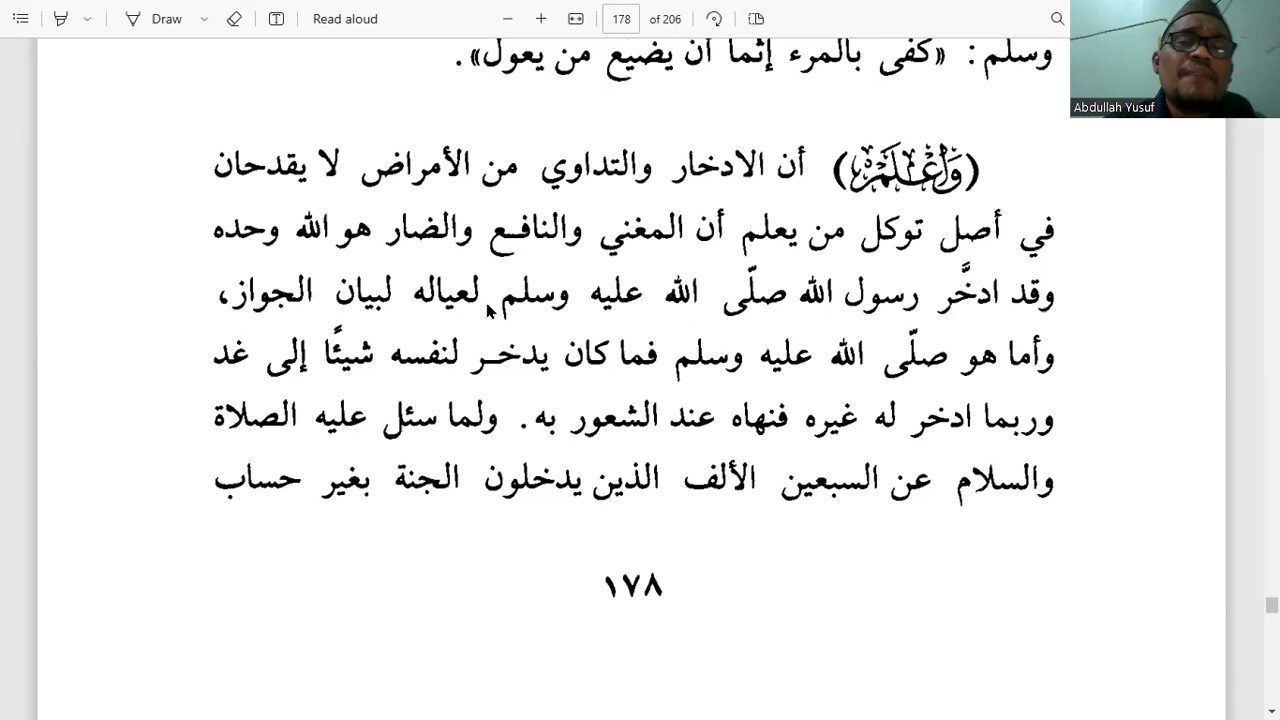 Draw
Read aloud
178
of 206
Abdullah Yusuf
وسلم: «كفى بالمرء إثما أن يضيع من يعول».
(وَاعْلَمْ) أن الادخار والتداوي من الأمراض لا يقدحان
في أصل توكل من يعلم أن المغني والنافع والضار هو الله وحده
وقد ادخَّر رسول الله صلّى الله عليه وسلم لعياله لبيان الجواز،
وأما هو صلّى الله عليه وسلم فما كان يدخر لنفسه شيئًا إلى غد
وربما ادخر له غيره فنهاه عند الشعور به. ولما سئل عليه الصلاة
والسلام عن السبعين الألف الذين يدخلون الجنة بغير حساب
١٧٨